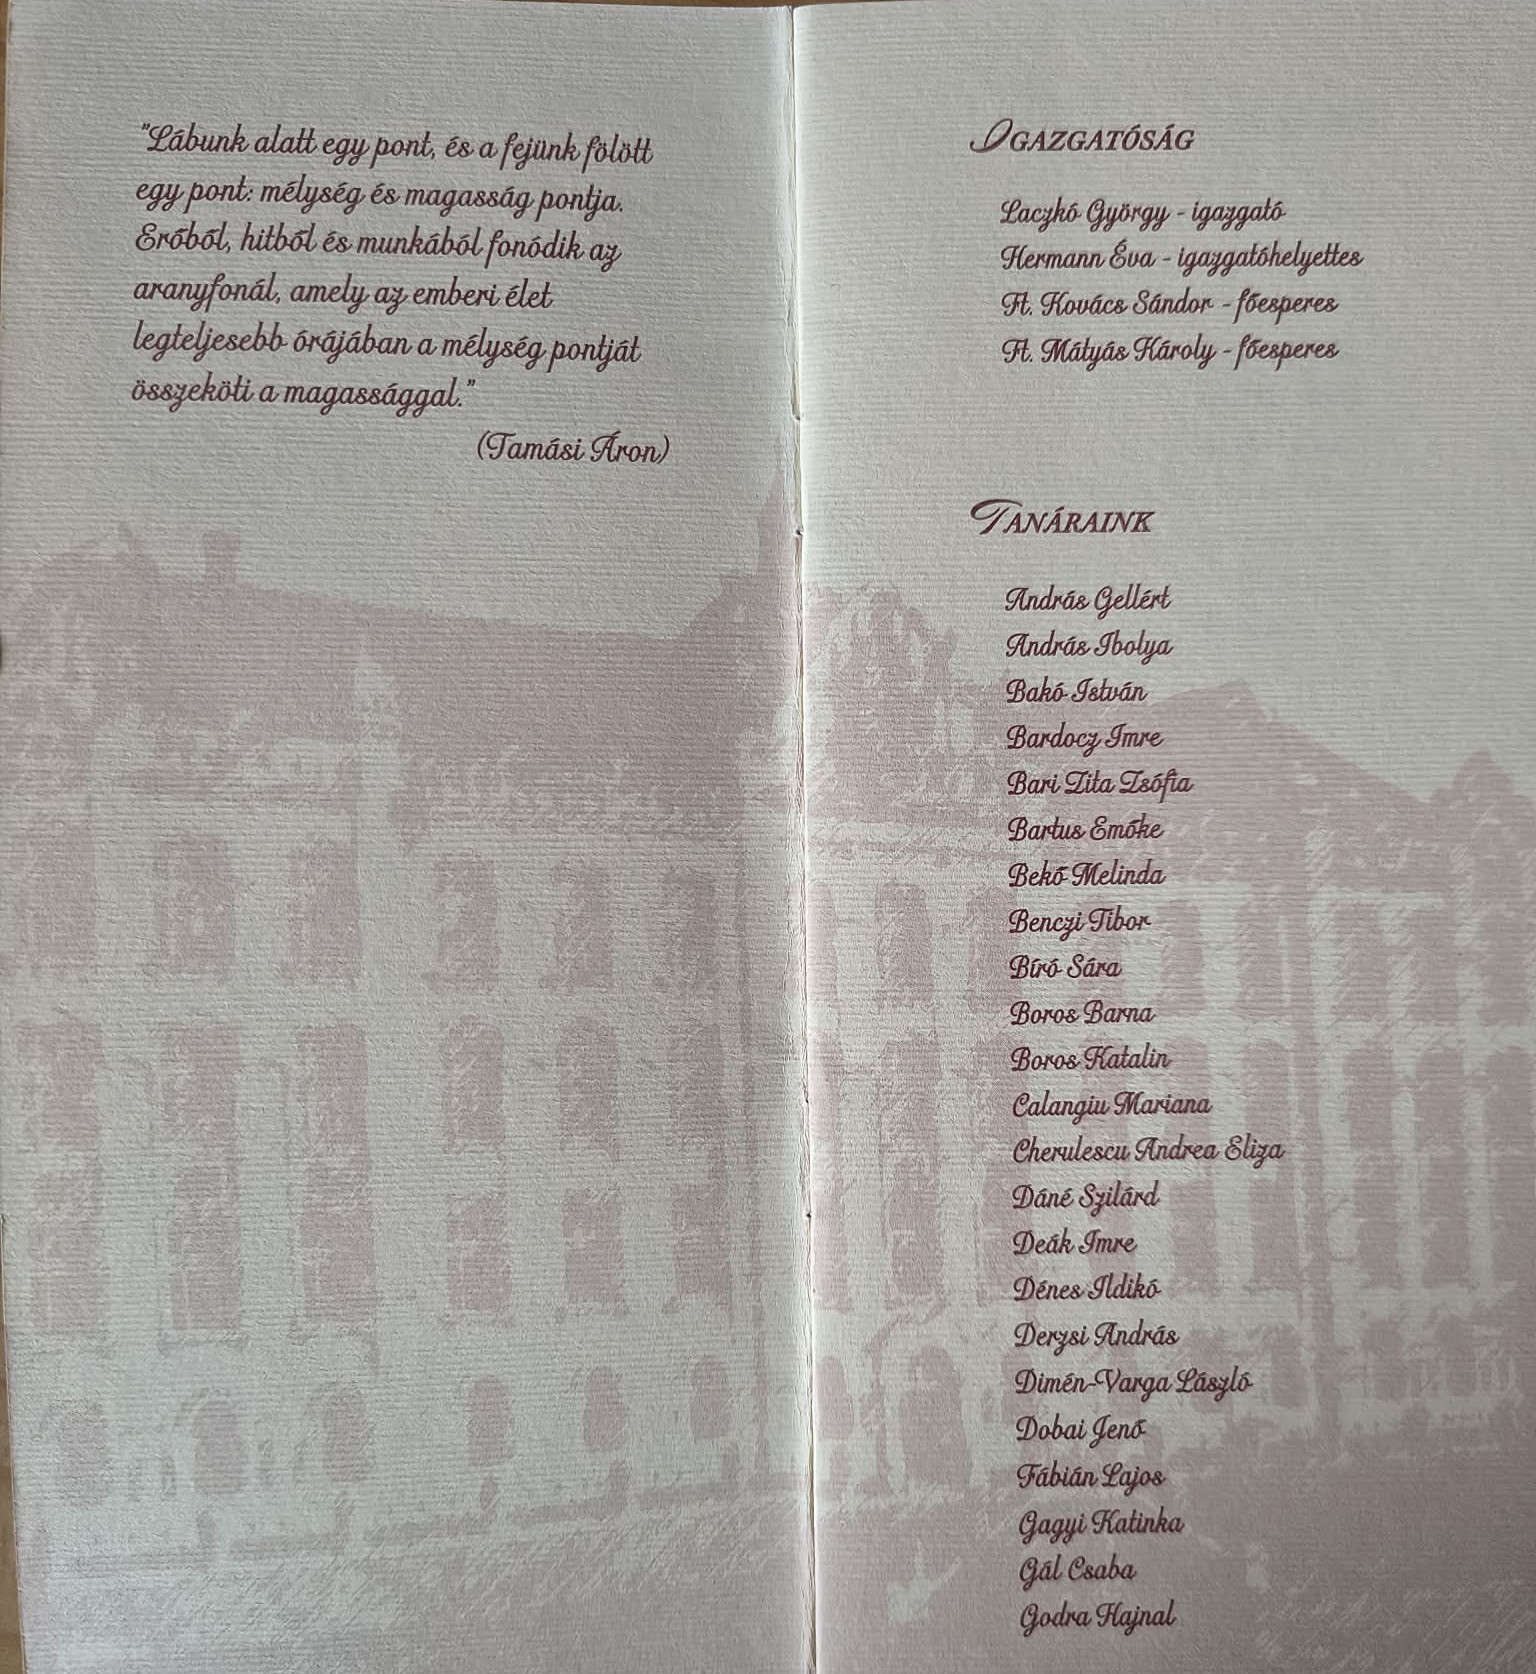 "Lábunk alatt egy pont, és a fejünk fölött
egy pont: mélység és magasság pontja.
Erőből, hitből és munkából fonódik az
aranyfonál, amely az emberi élet
legteljesebb órájában a mélység pontját
összeköti a magassággal."
(Tamási Áron)
IGAZGATÓSÁG
Laczkó György - igazgató
Hermann Éva - igazgatóhelyettes
Ft. Kovács Sándor - főesperes
Ft. Mátyás Károly - főesperes
TANÁRAINK
András Gellért
András Ibolya
Bakó István
Bardocz Imre
Bari Zita Zsófia
Bartus Emőke
Bekő Melinda
Benczi Tibor
Bíró Sára
Boros Barna
Boros Katalin
Calangiu Mariana
Cherulescu Andrea Eliza
Dáné Szilárd
Deák Imre
Dénes Ildikó
Derzsi András
Dimén-Varga László
Dobai Jenő
Fábián Lajos
Gagyi Katinka
Gál Csaba
Godra Hajnal